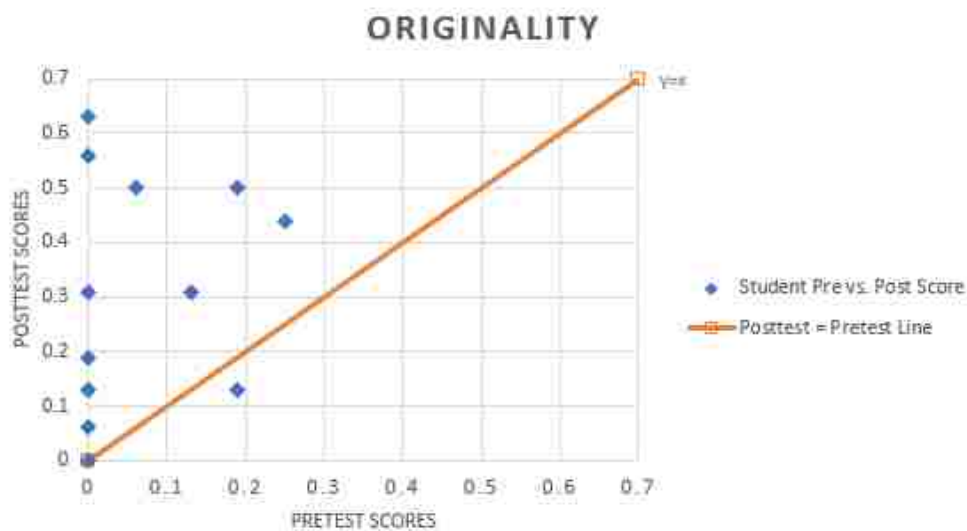 ORIGINALITY
0.7
0.6
0.5
0.4
0.3
0.2
0.1
0
Y=X
POSTTEST SCORES
0 0.1 0.2 0.3 0.4 0.5 0.6 0.7
PRETEST SCORES
Student Pre vs. Post Score
Posttest = Pretest Line